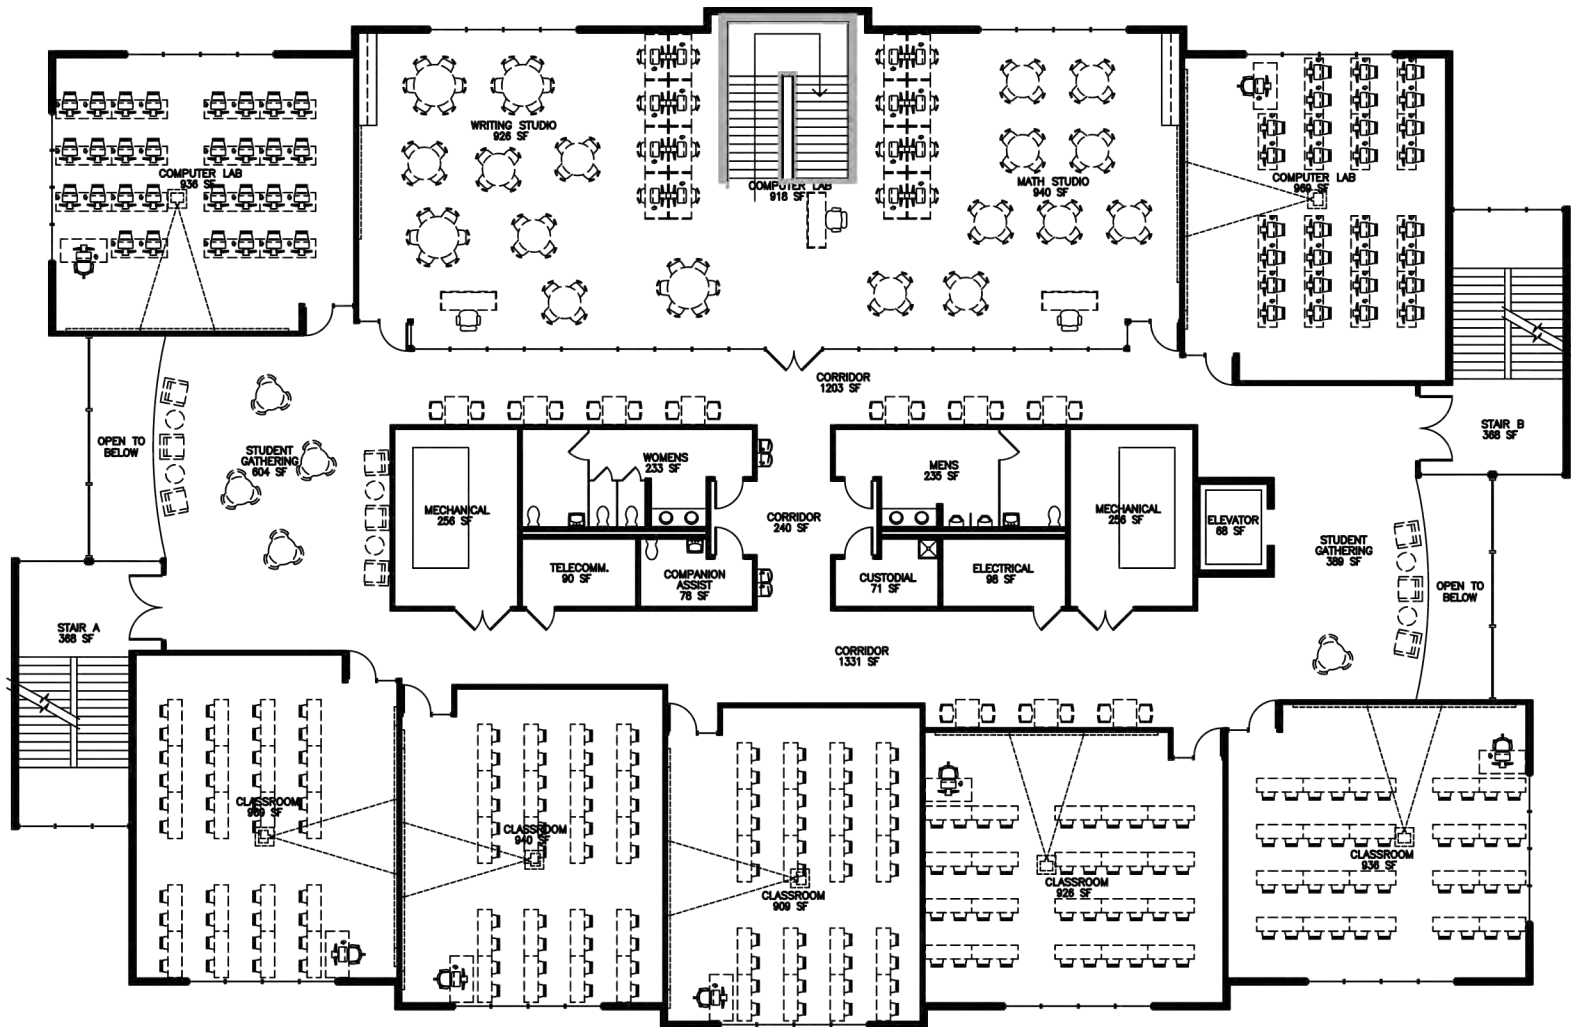 WRITING STUDIO
926 SF
COMPUTER LAB
936 SF
COMPUTER LAB
918 SF
MATH STUDIO
940 SF
COMPUTER LAB
969 SF
CORRIDOR
1203 SF
OPEN TO
BELOW
STUDENT
GATHERING
604 SF
WOMENS
233 SF
MENS
235 SF
STAIR B
368 SF
MECHANICAL
256 SF
CORRIDOR
240 SF
MECHANICAL
256 SF
ELEVATOR
68 SF
STUDENT
GATHERING
389 SF
TELECOMM.
90 SF
COMPANION
ASSIST
78 SF
CUSTODIAL
71 SF
ELECTRICAL
98 SF
OPEN TO
BELOW
STAIR A
368 SF
CORRIDOR
1331 SF
CLASSROOM
969 SF
CLASSROOM
940 SF
CLASSROOM
909 SF
CLASSROOM
926 SF
CLASSROOM
936 SF